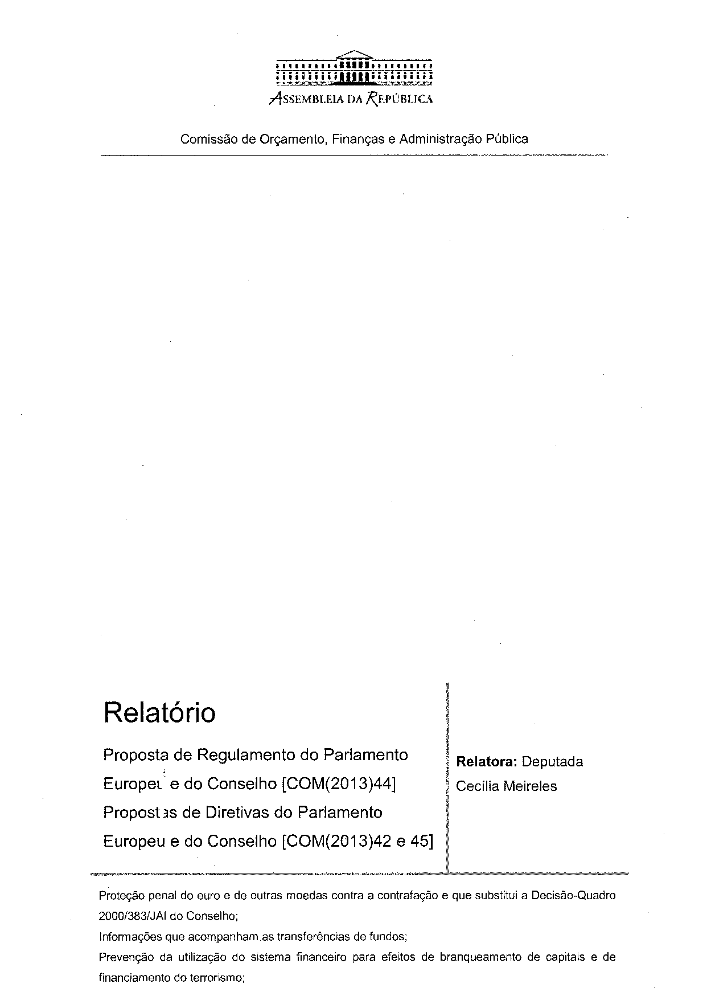 ASSEMBLEIA DA REPÚBLICA
Comissão de Orçamento, Finanças e Administração Pública
Relatório
Proposta de Regulamento do Parlamento
Europeu e do Conselho [COM(2013)44]
Propostas de Diretivas do Parlamento
Europeu e do Conselho [COM(2013)42 e 45]
Relatora: Deputada
Cecília Meireles
Proteção penal do euro e de outras moedas contra a contrafação e que substitui a Decisão-Quadro
2000/383/JAI do Conselho;
Informações que acompanham as transferências de fundos;
Prevenção da utilização do sistema financeiro para efeitos de branqueamento de capitais e de
financiamento do terrorismo;